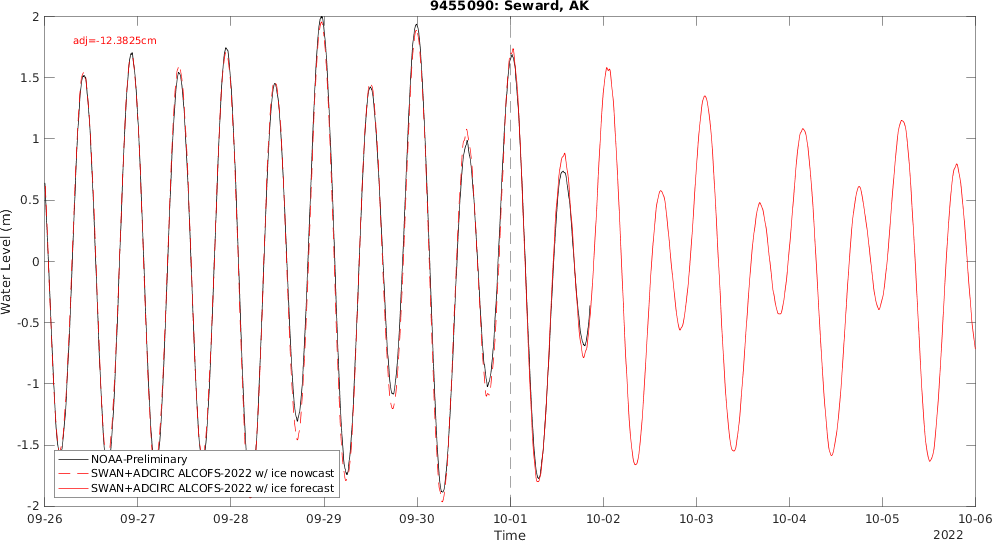 9455090: Seward, AK
adj=-12.3825cm
Water Level (m)
2
1.5
1
0.5
0
-0.5
-1
-1.5
-2
NOAA-Preliminary
SWAN+ADCIRC ALCOFS-2022 w/ ice nowcast
SWAN+ADCIRC ALCOFS-2022 w/ ice forecast
09-26 09-27 09-28 09-29 09-30 10-01 10-02 10-03 10-04 10-05 10-06
Time
2022